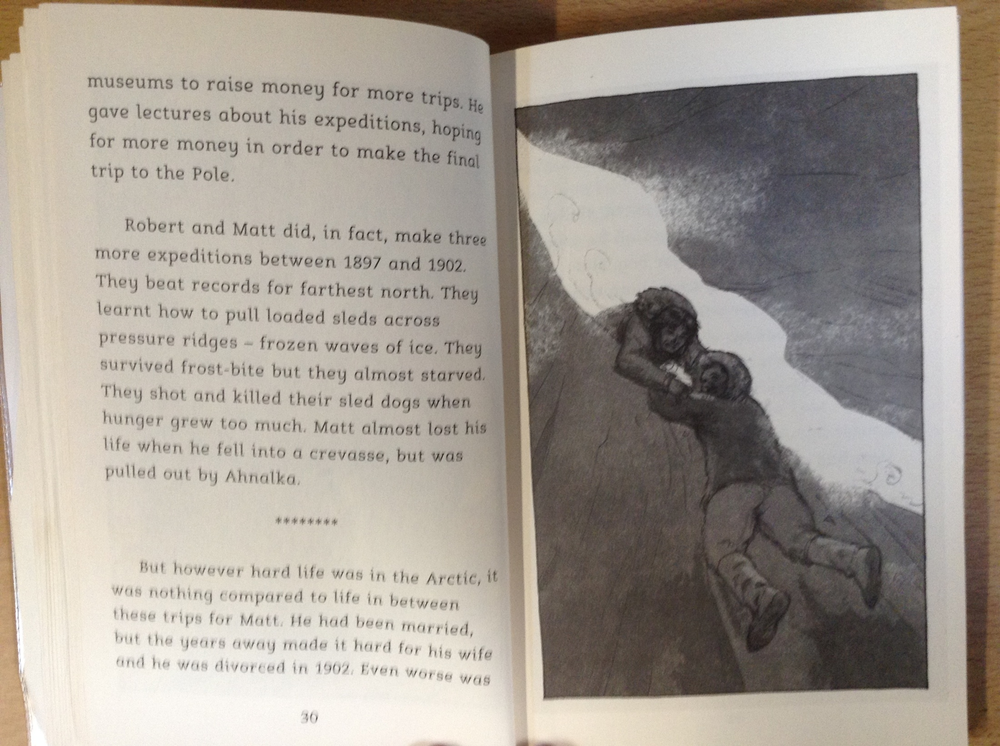 museums to raise money for more trips. He
gave lectures about his expeditions, hoping
for more money in order to make the final
trip to the Pole.
Robert and Matt did, in fact, make three
more expeditions between 1897 and 1902.
They beat records for farthest north. They
learnt how to pull loaded sleds across
pressure ridges – frozen waves of ice. They
survived frost-bite but they almost starved.
They shot and killed their sled dogs when
hunger grew too much. Matt almost lost his
life when he fell into a crevasse, but was
pulled out by Ahnalka.
********
But however hard life was in the Arctic, it
was nothing compared to life in between
these trips for Matt. He had been married,
but the years away made it hard for his wife
and he was divorced in 1902. Even worse was
30